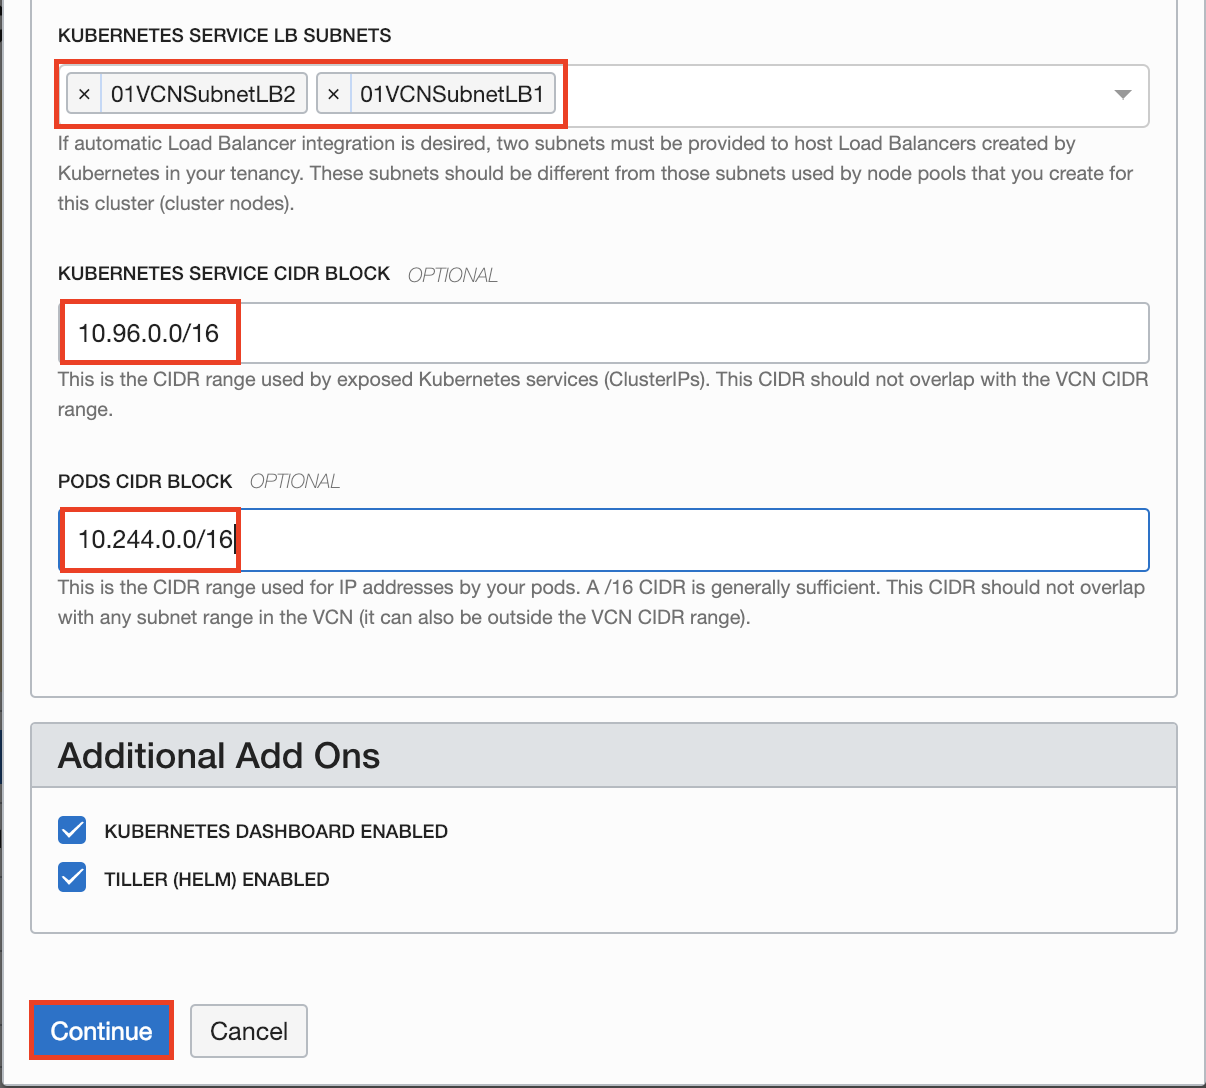 KUBERNETES SERVICE LB SUBNETS
× 01VCNSubnetLB2 × 01VCNSubnetLB1
If automatic Load Balancer integration is desired, two subnets must be provided to host Load Balancers created by
Kubernetes in your tenancy. These subnets should be different from those subnets used by node pools that you create for
this cluster (cluster nodes).
KUBERNETES SERVICE CIDR BLOCK OPTIONAL
10.96.0.0/16
This is the CIDR range used by exposed Kubernetes services (ClusterIPs). This CIDR should not overlap with the VCN CIDR
range.
PODS CIDR BLOCK OPTIONAL
10.244.0.0/16
This is the CIDR range used for IP addresses by your pods. A /16 CIDR is generally sufficient. This CIDR should not overlap
with any subnet range in the VCN (it can also be outside the VCN CIDR range).
Additional Add Ons
KUBERNETES DASHBOARD ENABLED
TILLER (HELM) ENABLED
Continue Cancel